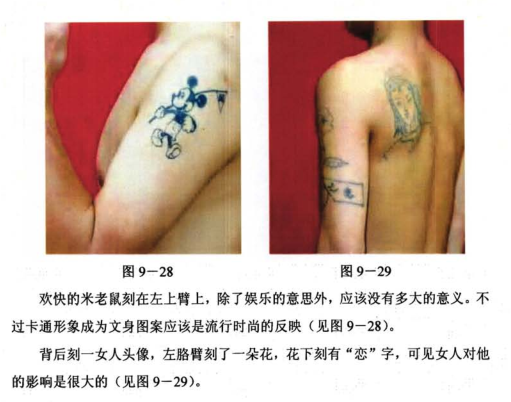 图 9－28
图 9－29
欢快的米老鼠刻在左上臂上，除了娱乐的意思外，应该没有多大的意义。不
过卡通形象成为文身图案应该是流行时尚的反映（见图 9－28）。
背后刻一女人头像，左胳臂刻了一朵花，花下刻有“恋”字，可见女人对他
的影响是很大的（见图 9－29）。